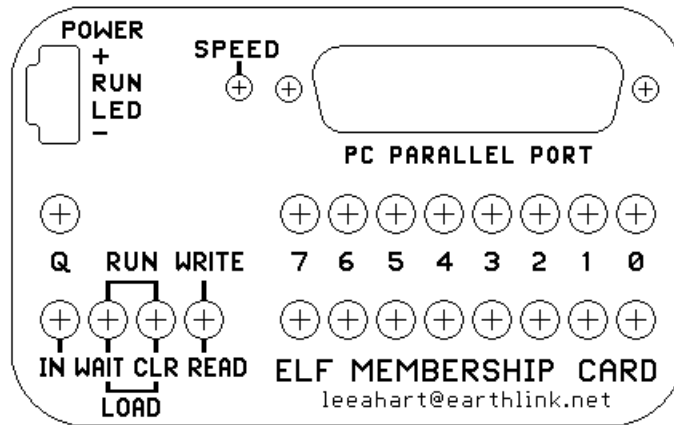 POWER
+
RUN
LED
-
SPEED
PC PARALLEL PORT
Q RUN WRITE 7 6 5 4 3 2 1 0
IN WAIT CLR READ
LOAD
ELF MEMBERSHIP CARD
leeahart@earthlink.net